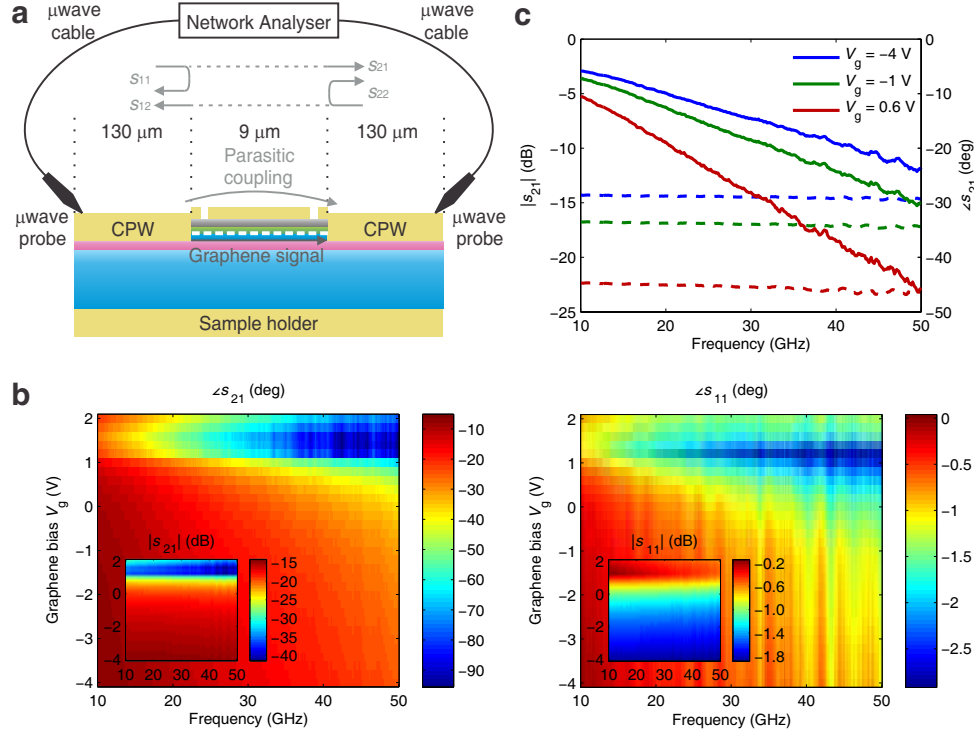 a
μwave cable
Network Analyser
μwave cable
s11
s12
s21
s22
130 μm
9 μm
130 μm
Parasitic coupling
μwave probe
CPW
CPW
μwave probe
Graphene signal
Sample holder
c
Vg = −4 V
Vg = −1 V
Vg = 0.6 V
|s21| (dB)
0
−5
−10
−15
−20
−25
∠s21 (deg)
0
−10
−20
−30
−40
−50
10 20 30 40 50
Frequency (GHz)
b
∠s21 (deg)
Graphene bias Vg (V)
2
1
0
−1
−2
−3
−4
10 20 30 40 50
Frequency (GHz)
|s21| (dB)
2
0
−2
−4
10 20 30 40 50
−15
−20
−25
−30
−35
−40
−10
−20
−30
−40
−50
−60
−70
−80
−90
∠s11 (deg)
Graphene bias Vg (V)
2
1
0
−1
−2
−3
−4
10 20 30 40 50
Frequency (GHz)
|s11| (dB)
2
0
−2
−4
10 20 30 40 50
−0.2
−0.6
−1.0
−1.4
−1.8
0
−0.5
−1
−1.5
−2
−2.5